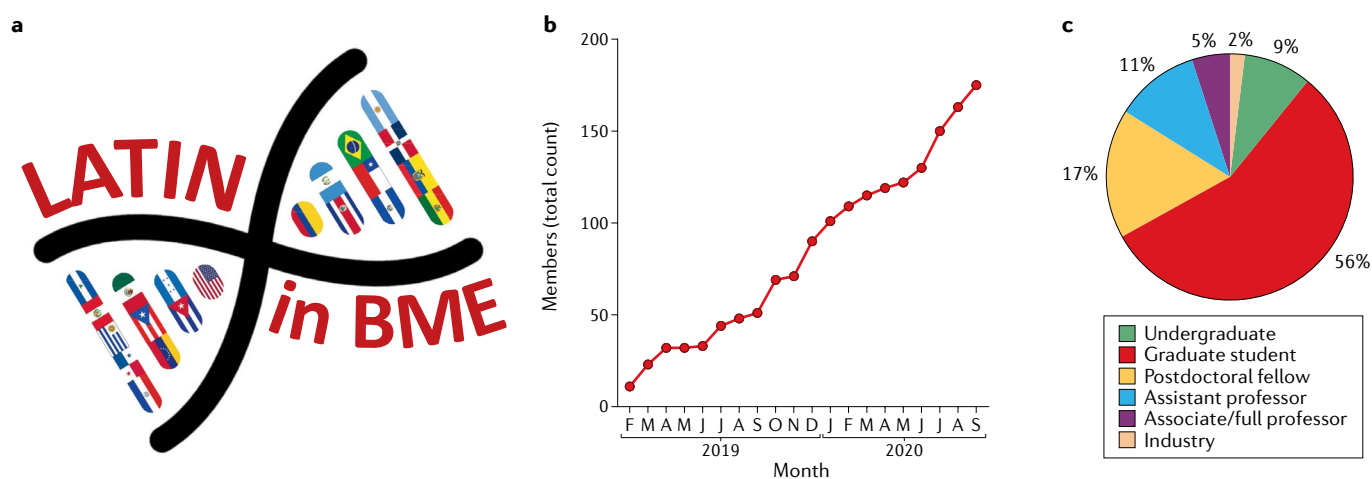 a
LATIN
in BME
b
Members (total count)
200
150
100
50
0
F M A M J J A S O N D J F M A M J J A S
2019 2020
Month
c
5% 2% 9%
11%
17%
56%
Undergraduate
Graduate student
Postdoctoral fellow
Assistant professor
Associate/full professor
Industry